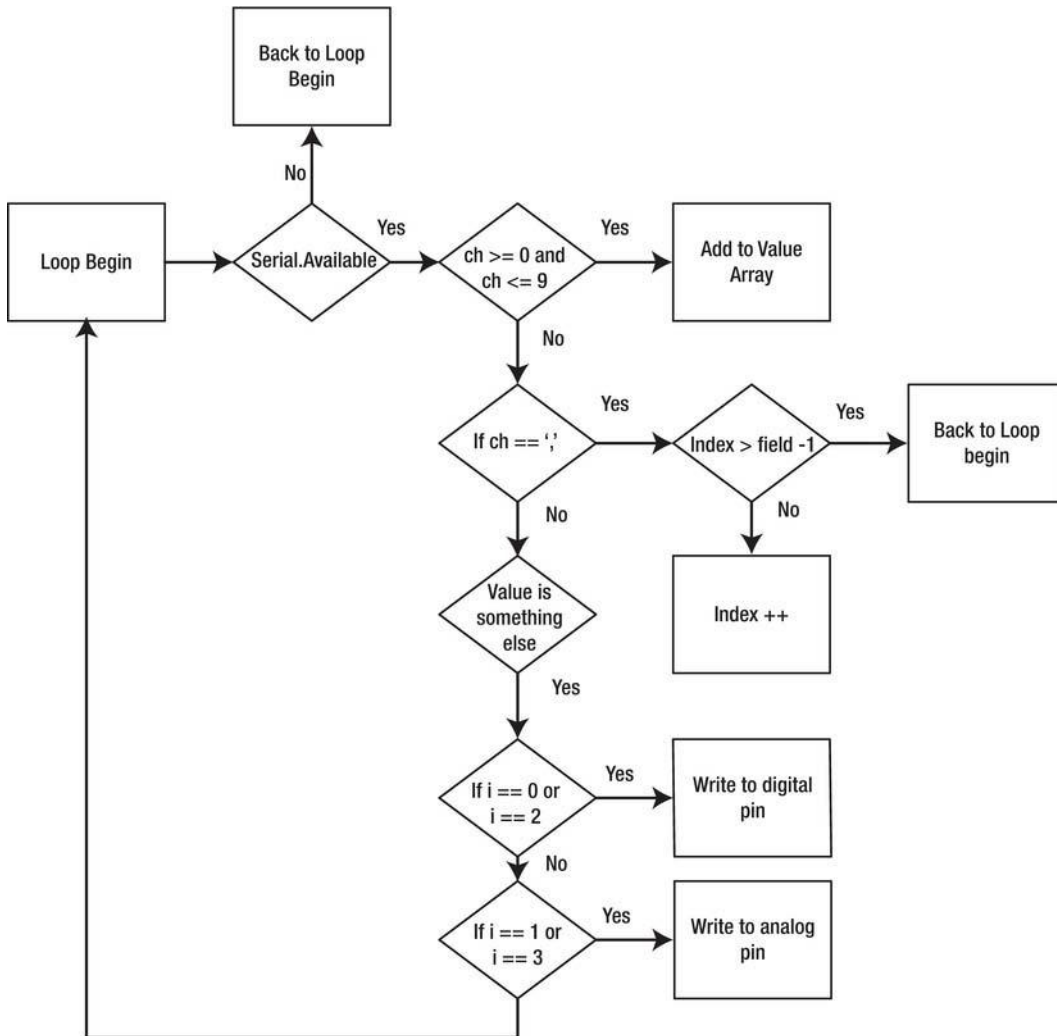 Back to Loop
Begin
No
Loop Begin
Serial.Available
Yes
ch >= 0 and
ch <= 9
Yes
Add to Value
Array
No
If ch == ‘,’
Yes
Index > field -1
Yes
Back to Loop
begin
No
No
Index ++
Value is
something
else
Yes
If i == 0 or
i == 2
Yes
Write to digital
pin
No
If i == 1 or
i == 3
Yes
Write to analog
pin